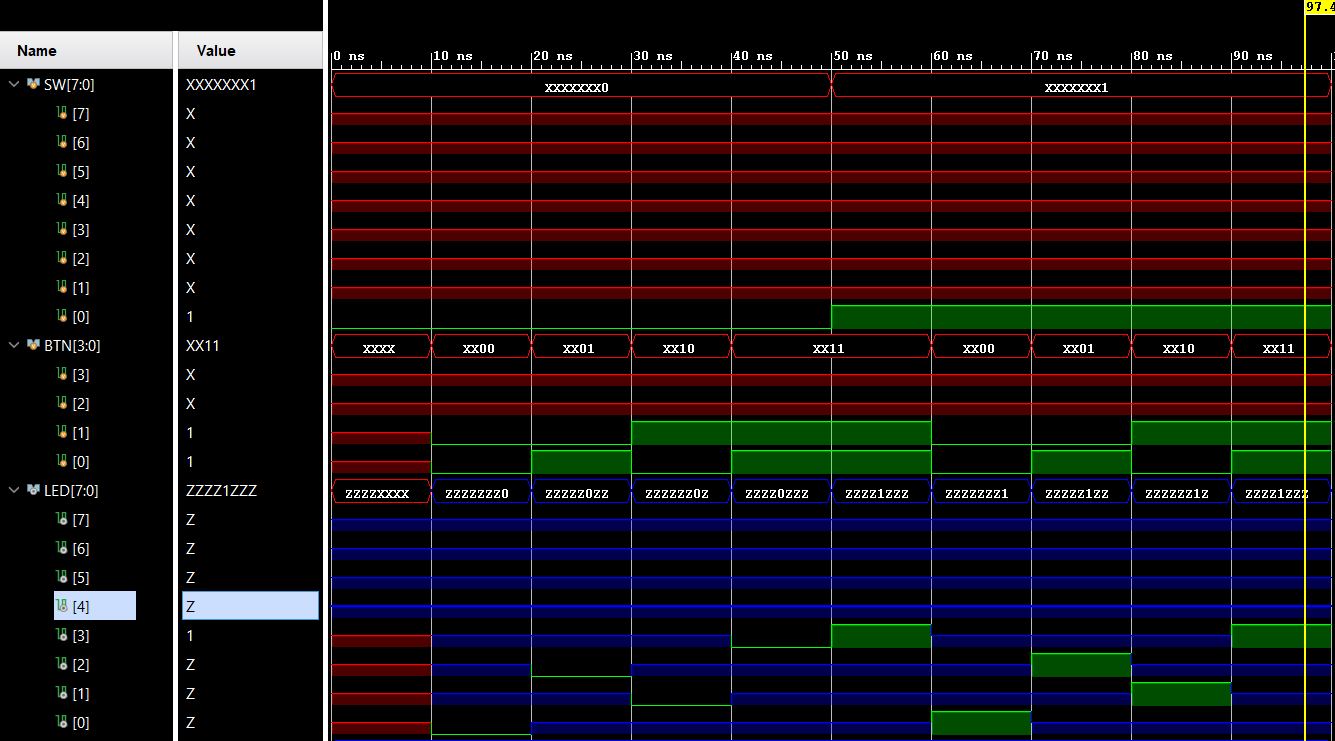 97.4
Name Value
0 ns 10 ns 20 ns 30 ns 40 ns 50 ns 60 ns 70 ns 80 ns 90 ns
SW[7:0] XXXXXXX1 XXXXXXX0 XXXXXXX1
[7] X
[6] X
[5] X
[4] X
[3] X
[2] X
[1] X
[0] 1
BTN[3:0] XX11 XXXX XX00 XX01 XX10 XX11 XX00 XX01 XX10 XX11
[3] X
[2] X
[1] 1
[0] 1
LED[7:0] ZZZZ1ZZZ ZZZZXXXX ZZZZZZZ0 ZZZZZ0ZZ ZZZZZZ0Z ZZZZ0ZZZ ZZZZ1ZZZ ZZZZZZZ1 ZZZZZ1ZZ ZZZZZZ1Z ZZZZ1ZZZ
[7] Z
[6] Z
[5] Z
[4] Z
[3] 1
[2] Z
[1] Z
[0] Z